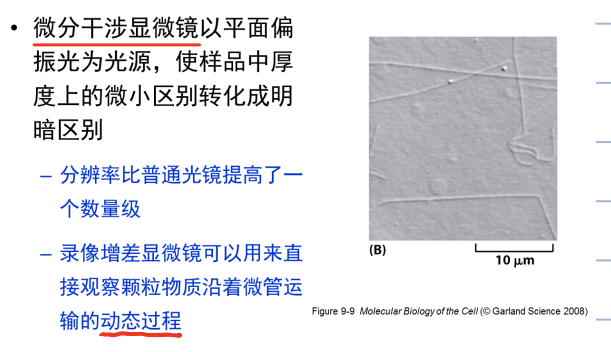 • 微分干涉显微镜以平面偏
振光为光源，使样品中厚
度上的微小区别转化成明
暗区别
– 分辨率比普通光镜提高了一
个数量级
– 录像增差显微镜可以用来直
接观察颗粒物质沿着微管运
输的动态过程
(B)
10 μm
Figure 9-9 Molecular Biology of the Cell (© Garland Science 2008)